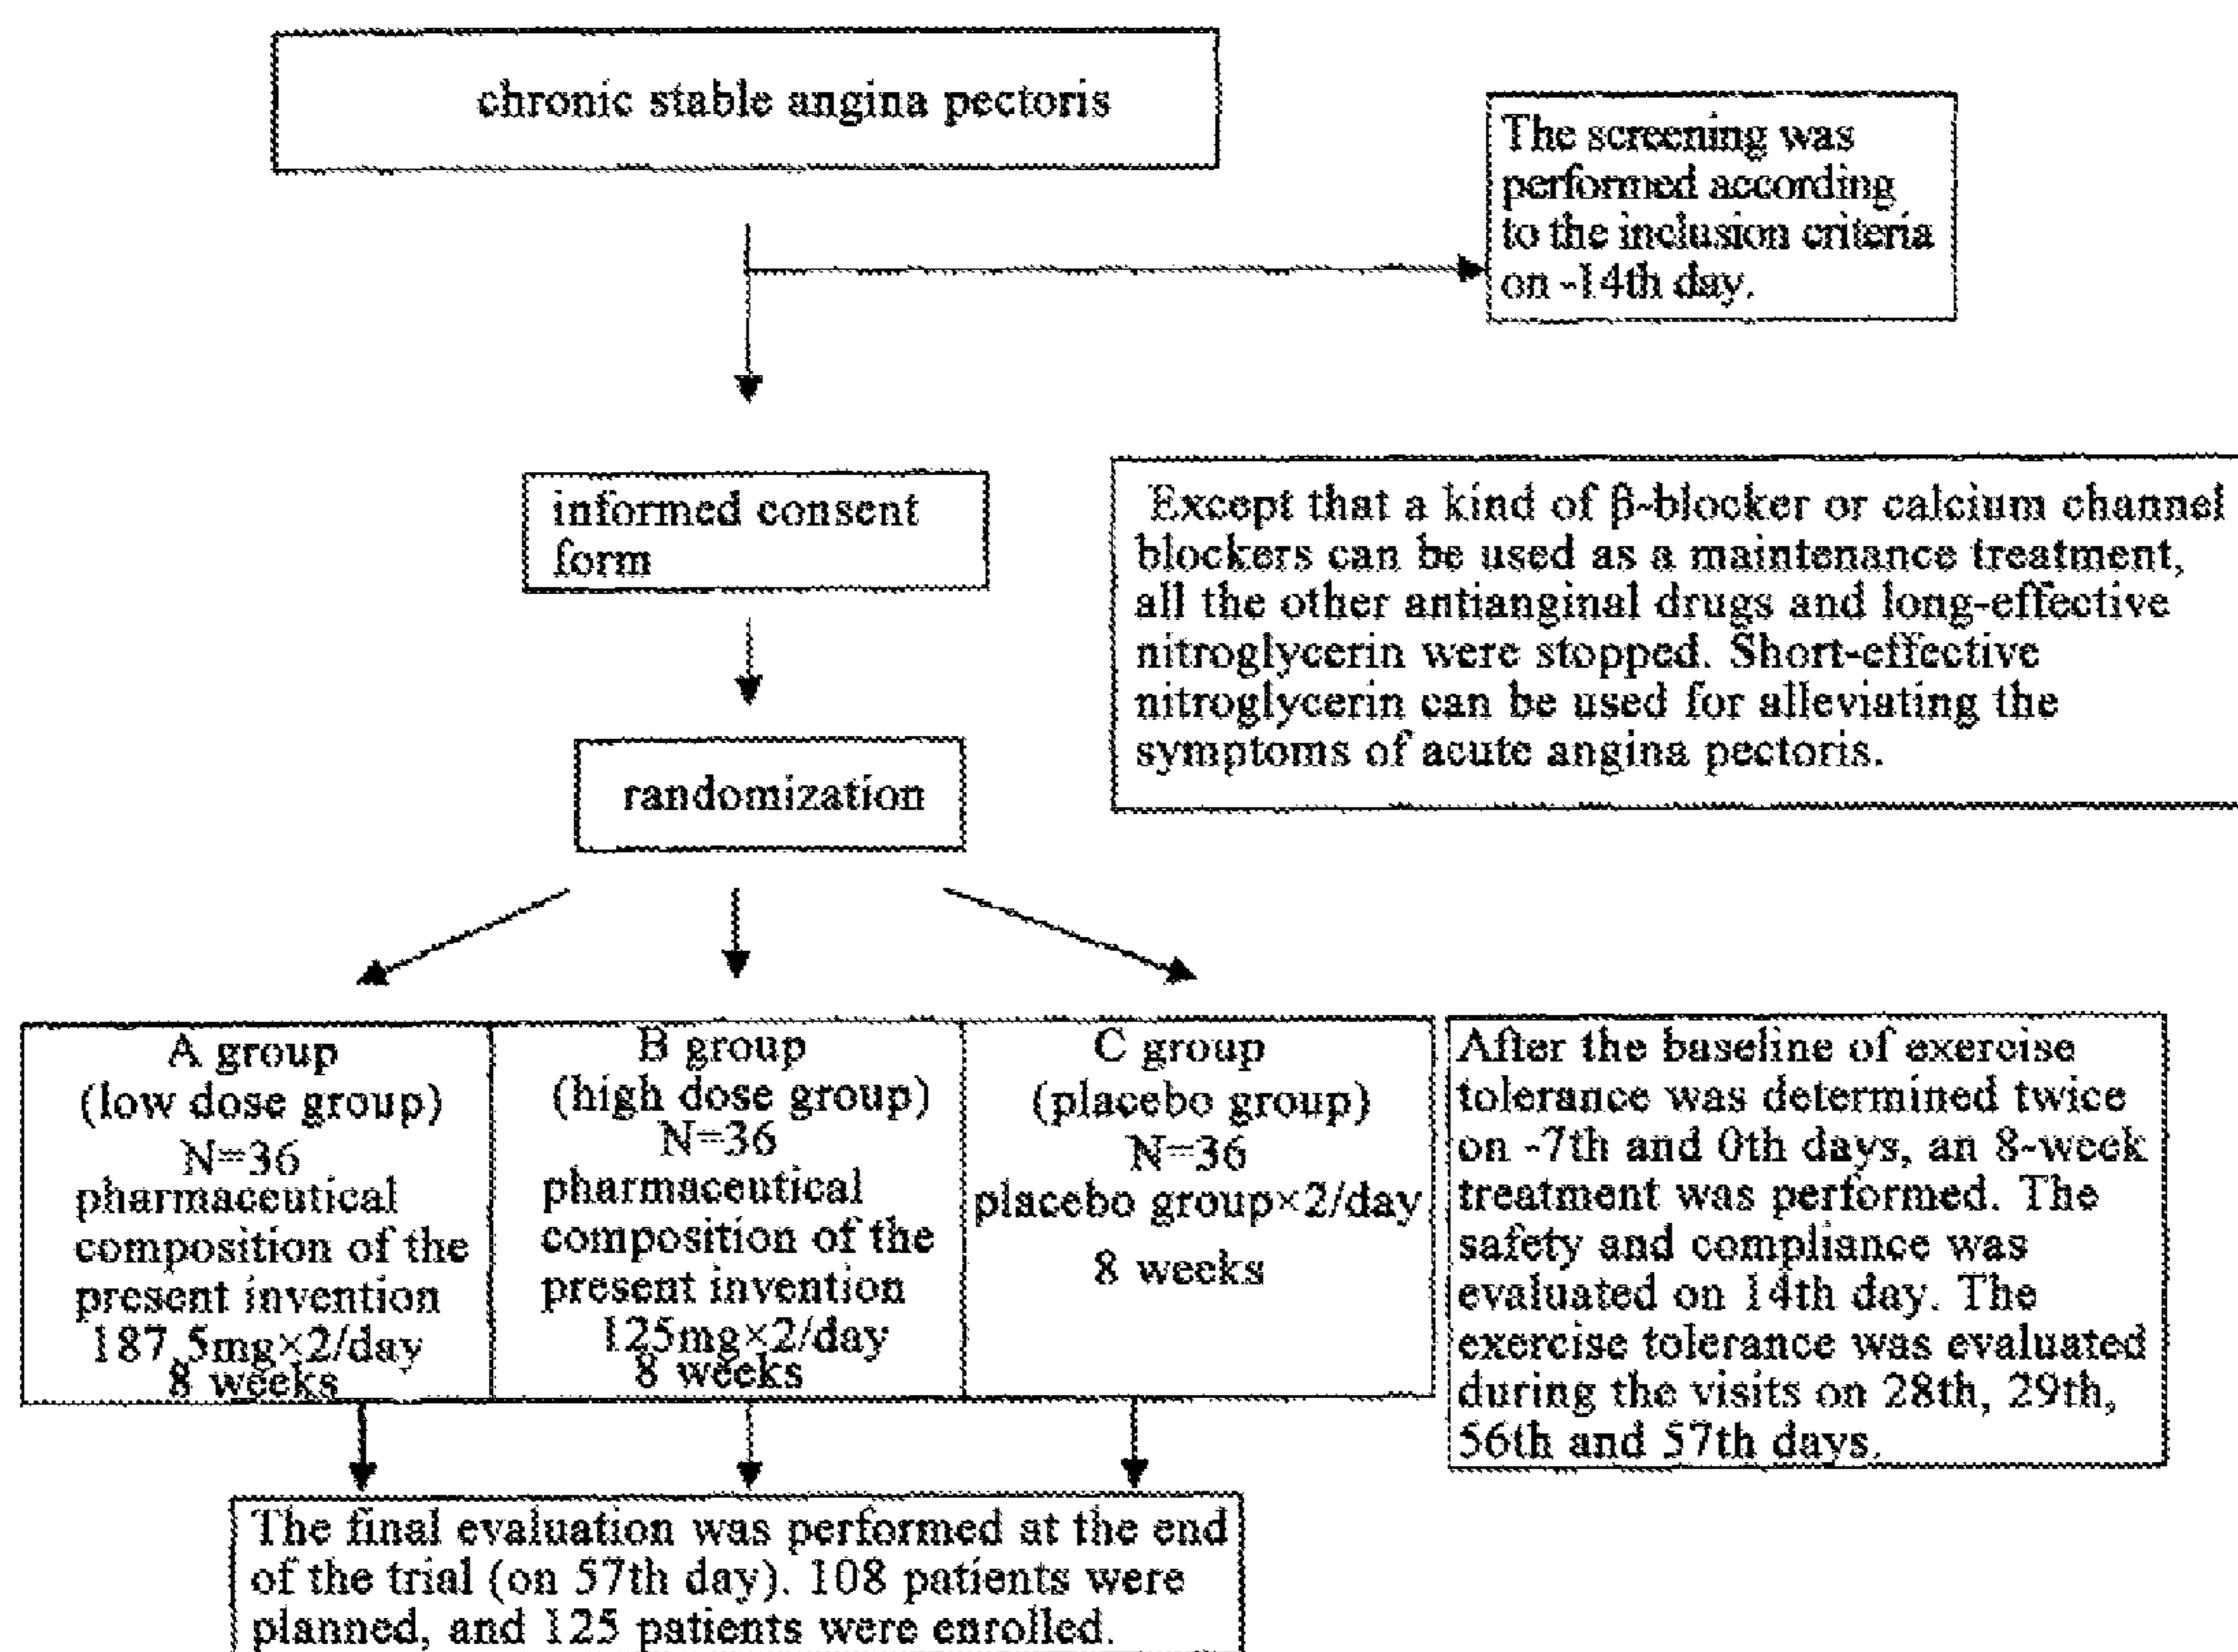 chronic stable angina pectoris
The screening was
performed according
to the inclusion criteria
on -14th day.
informed consent
form
Except that a kind of β-blocker or calcium channel
blockers can be used as a maintenance treatment,
all the other antianginal drugs and long-effective
nitroglycerin were stopped. Short-effective
nitroglycerin can be used for alleviating the
symptoms of acute angina pectoris.
randomization
A group
(low dose group)
N=36
pharmaceutical
composition of the
present invention
187.5mg×2/day
8 weeks
B group
(high dose group)
N=36
pharmaceutical
composition of the
present invention
125mg×2/day
8 weeks
C group
(placebo group)
N=36
placebo group×2/day
8 weeks
After the baseline of exercise
tolerance was determined twice
on -7th and 0th days, an 8-week
treatment was performed. The
safety and compliance was
evaluated on 14th day. The
exercise tolerance was evaluated
during the visits on 28th, 29th,
56th and 57th days.
The final evaluation was performed at the end
of the trial (on 57th day). 108 patients were
planned, and 125 patients were enrolled.